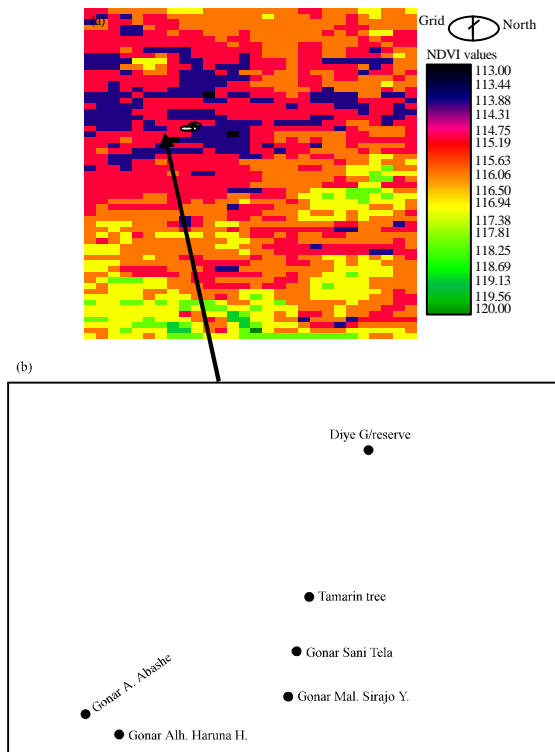 (a)
Grid
North
NDVI values
113.00
113.44
113.88
114.31
114.75
115.19
115.63
116.06
116.50
116.94
117.38
117.81
118.25
118.69
119.13
119.56
120.00
(b)
Diye G/reserve
Tamarin tree
Gonar Sani Tela
Gonar A. Abashe
Gonar Mal. Sirajo Y.
Gonar Alh. Haruna H.